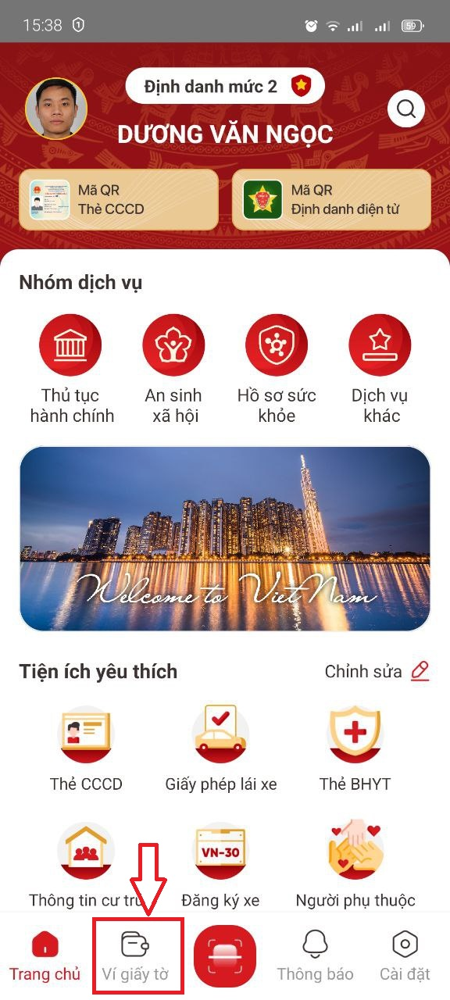 15:38
59
Định danh mức 2
DƯƠNG VĂN NGỌC
Mã QR
Thẻ CCCD
Mã QR
Định danh điện tử
Nhóm dịch vụ
Thủ tục
hành chính
An sinh
xã hội
Hồ sơ sức
khỏe
Dịch vụ
khác
Welcome to VietNam
Tiện ích yêu thích
Chỉnh sửa
Thẻ CCCD
Giấy phép lái xe
Thẻ BHYT
VN-30
Thông tin cư trú
Đăng ký xe
Người phụ thuộc
Trang chủ
Ví giấy tờ
Thông báo
Cài đặt